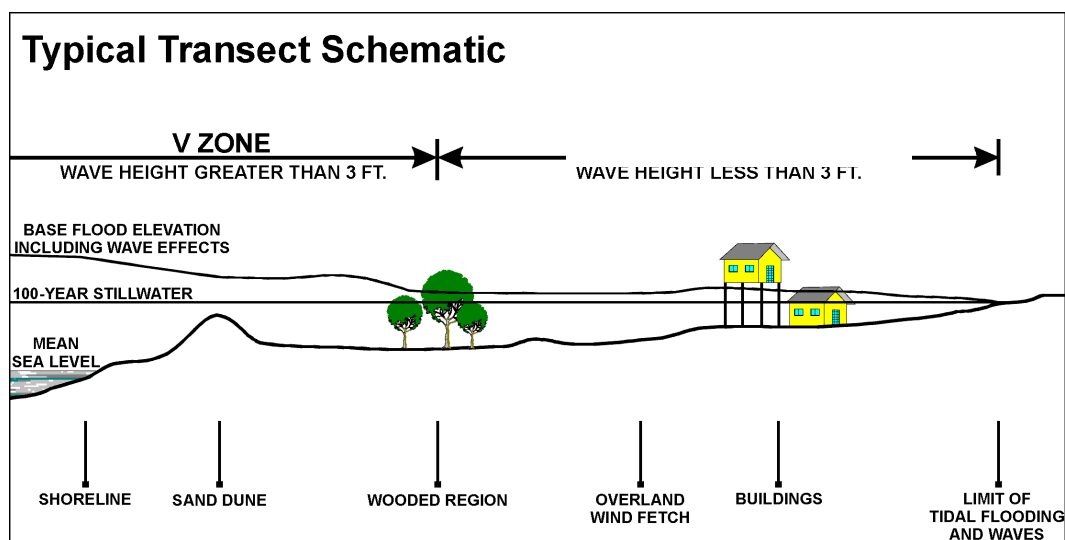 Typical Transect Schematic
V ZONE
WAVE HEIGHT GREATER THAN 3 FT.
WAVE HEIGHT LESS THAN 3 FT.
BASE FLOOD ELEVATION
INCLUDING WAVE EFFECTS
100-YEAR STILLWATER
MEAN
SEA LEVEL
SHORELINE
SAND DUNE
WOODED REGION
OVERLAND
WIND FETCH
BUILDINGS
LIMIT OF
TIDAL FLOODING
AND WAVES